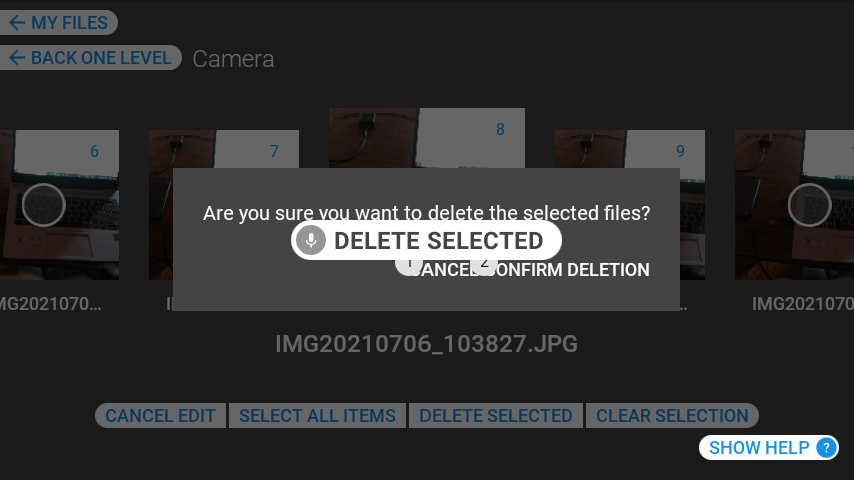 MY FILES
BACK ONE LEVEL Camera
6 7 8 9
Are you sure you want to delete the selected files?
DELETE SELECTED
1 CANCEL 2 CONFIRM DELETION
MG2021070... IMG2021070
IMG20210706_103827.JPG
CANCEL EDIT SELECT ALL ITEMS DELETE SELECTED CLEAR SELECTION
SHOW HELP ?